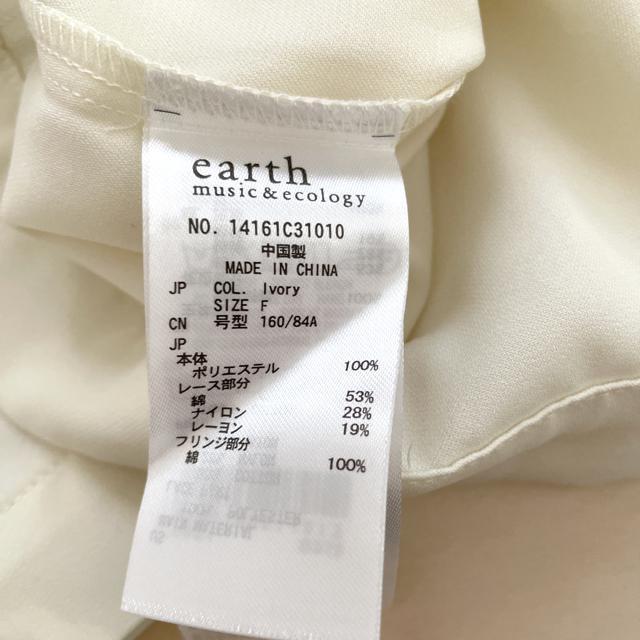 earth
music & ecology
NO. 14161C31010
中国製
MADE IN CHINA
JP COL. Ivory
SIZE F
CN 号型 160/84A
JP
本体
ポリエステル 100%
レース部分
綿 53%
ナイロン 28%
レーヨン 19%
フリンジ部分
綿 100%